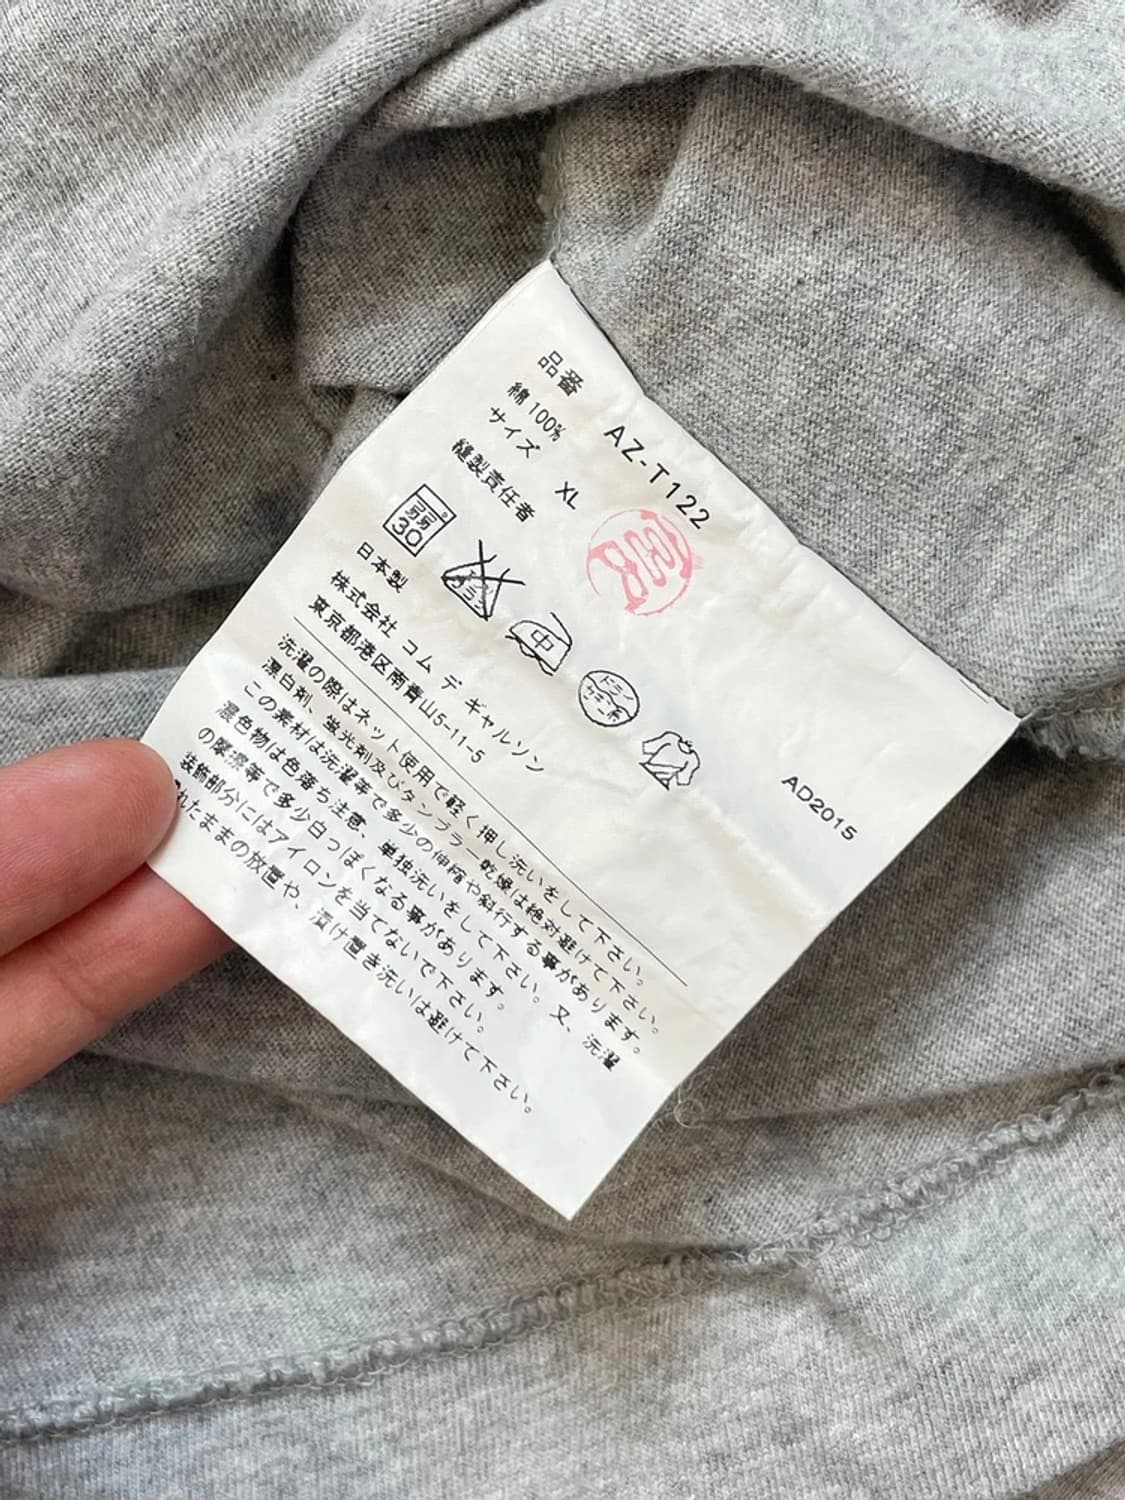 品番 AZ-T122
綿 100%
サイズ XL
縫製責任者
弱
30
中
ドライ
セキユ系
日本製
株式会社 コム デ ギャルソン
東京都港区南青山5-11-5
AD2015
洗濯の際はネット使用で軽く押し洗いをして下さい。
漂白剤、蛍光剤及びタンブラー乾燥は絶対避けて下さい。
この素材は洗濯等で多少の伸縮や斜行する事があります。
濃色物は色落ち注意、単独洗いをして下さい。又、洗濯
の摩擦等で多少白っぽくなる事があります。
装飾部分にはアイロンを当てないで下さい。
れたままの放置や、漬け置き洗いは避けて下さい。